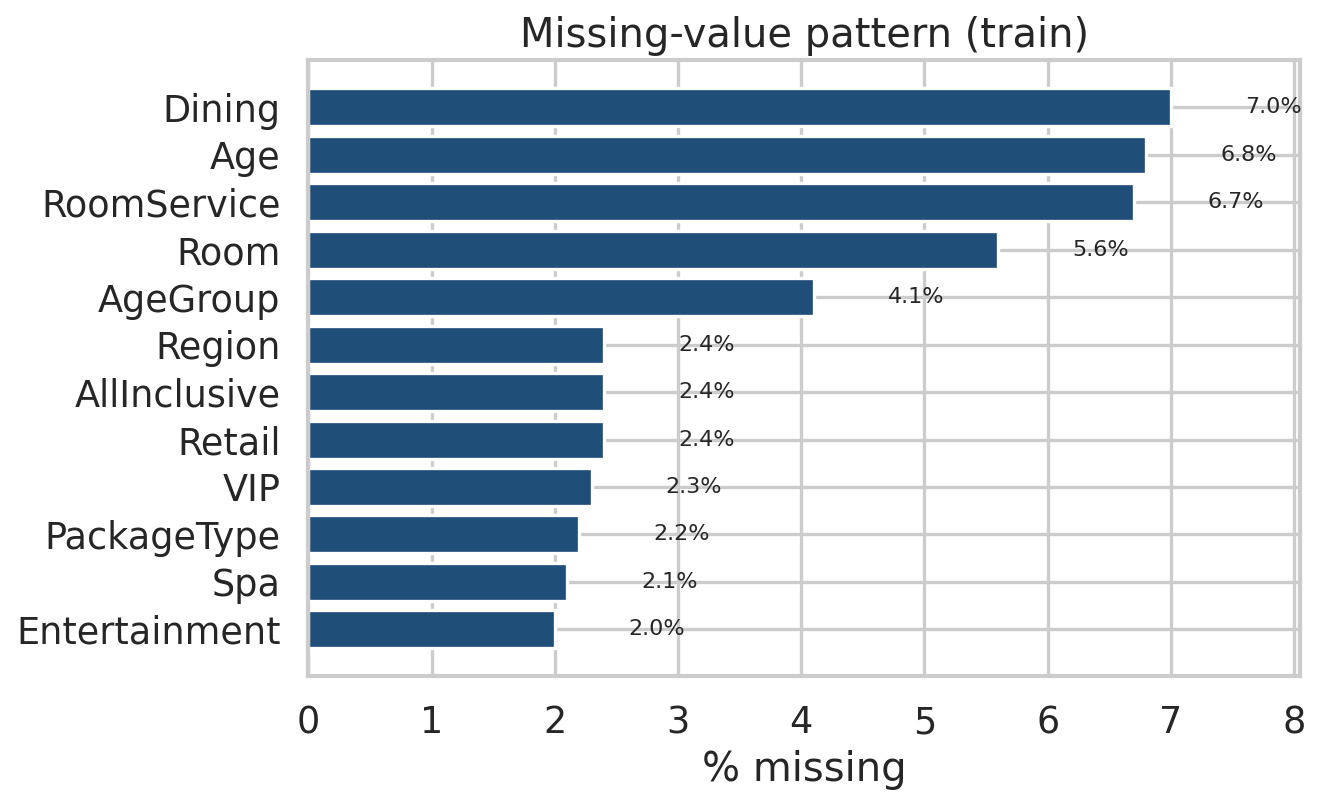 Missing-value pattern (train)
Dining 7.0%
Age 6.8%
RoomService 6.7%
Room 5.6%
AgeGroup 4.1%
Region 2.4%
AllInclusive 2.4%
Retail 2.4%
VIP 2.3%
PackageType 2.2%
Spa 2.1%
Entertainment 2.0%
0 1 2 3 4 5 6 7 8
% missing